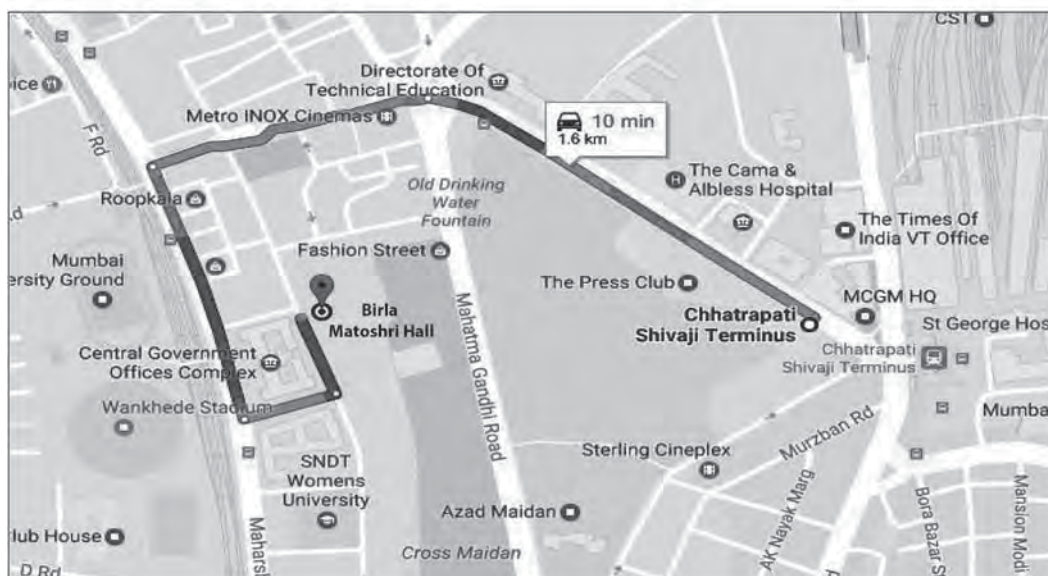 CST
Directorate Of
Technical Education
Metro INOX Cinemas
10 min
1.6 km
F Rd
The Cama &
Albless Hospital
Old Drinking
Water
Fountain
Roopkala
The Times Of
India VT Office
Fashion Street
Mumbai
ersity Ground
The Press Club
MCGM HQ
Birla
Matoshri Hall
Chhatrapati
Shivaji Terminus
St George Hos
Chhatrapati
Shivaji Terminus
Central Government
Offices Complex
Mahatma Gandhi Road
Wankhede Stadium
Mumba
Murzban Rd
Sterling Cineplex
SNDT
Womens
University
AK Nayak Marg
Bora Bazar S
Mansion Modi
Azad Maidan
lub House
Maharsh
Cross Maidan
D Rd